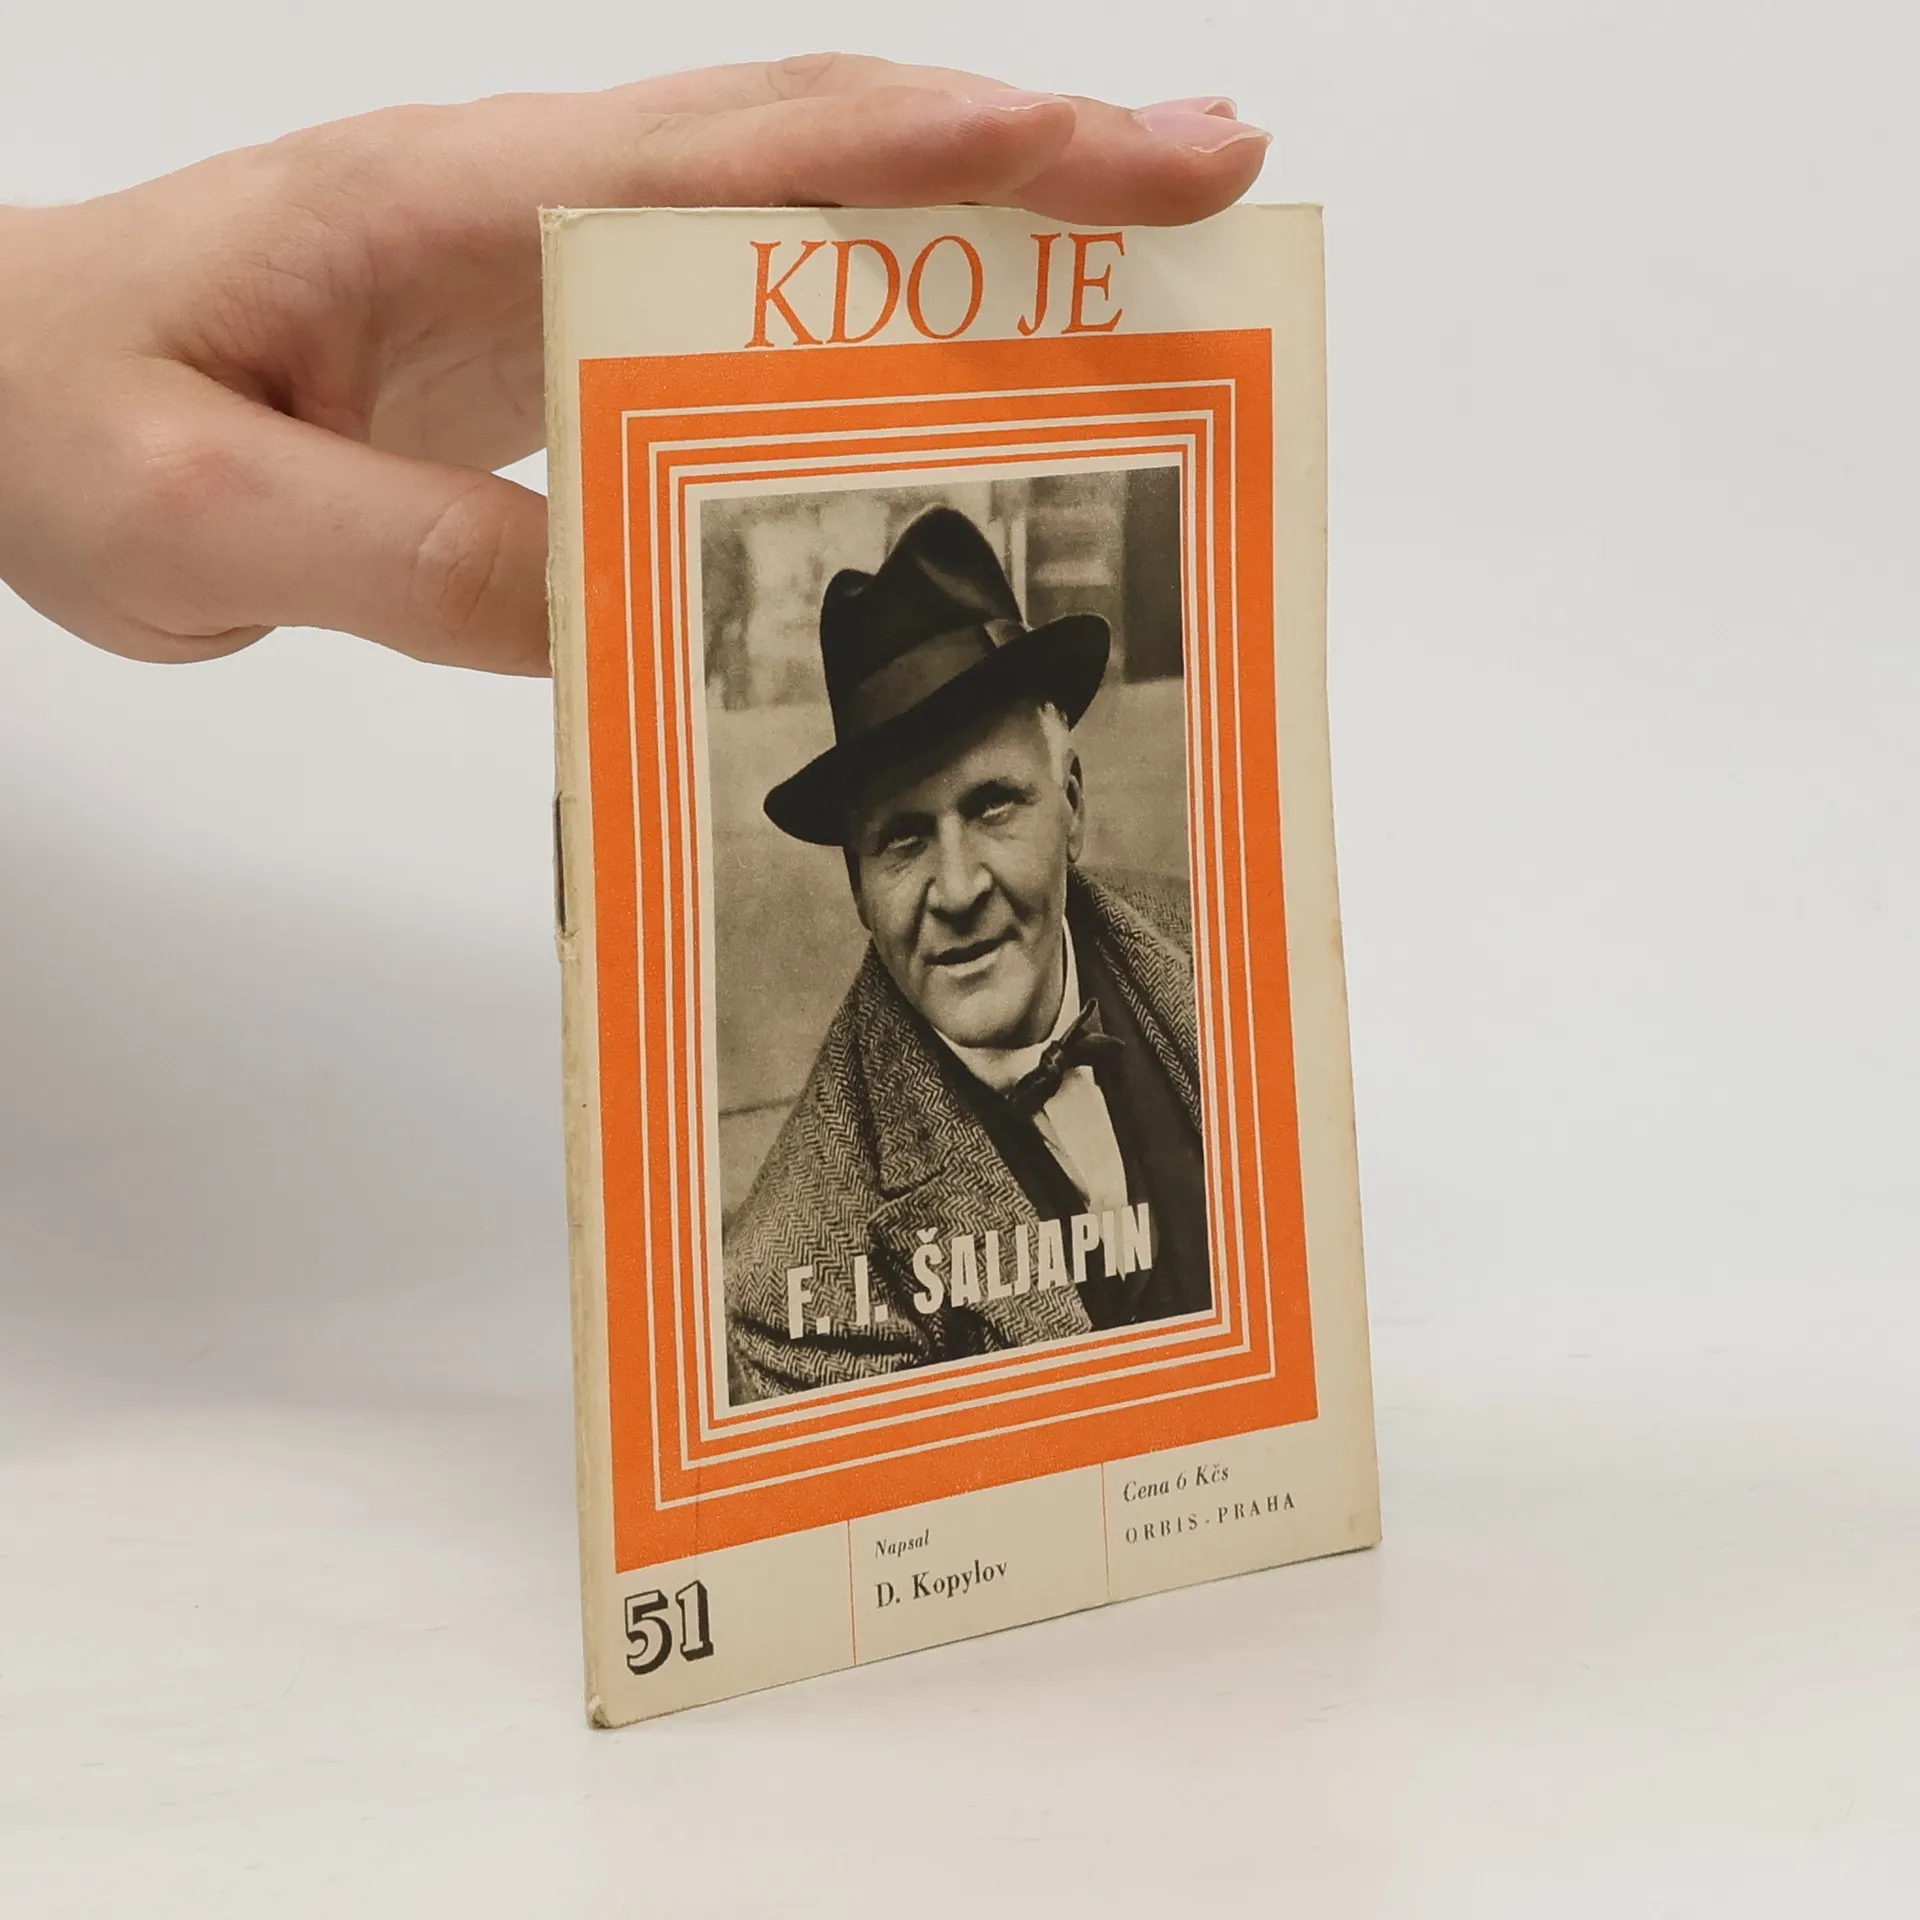 KDO JE
F. I. ŠALJAPIN
51
Napsal
D. Kopylov
Cena 6 Kčs
ORBIS - PRAHA